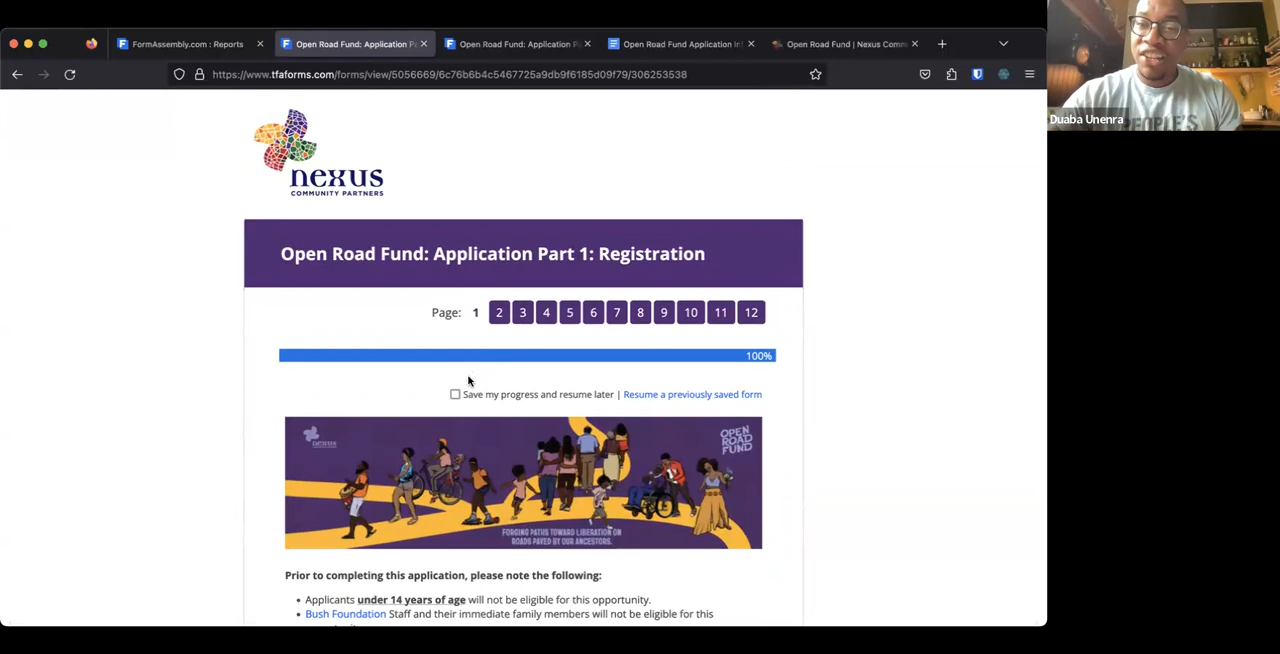 FormAssembly.com : Reports
Open Road Fund: Application Pa
Open Road Fund: Application P
Open Road Fund Application In
Open Road Fund | Nexus Comm
https://www.tfaforms.com/forms/view/5056669/6c76b6b4c5467725a9db9f6185d09f79/306253538
Duaba Unenra
PEOPLE'S
nexus
COMMUNITY PARTNERS
Open Road Fund: Application Part 1: Registration
Page: 1 2 3 4 5 6 7 8 9 10 11 12
100%
Save my progress and resume later | Resume a previously saved form
nexus
OPEN
ROAD
FUND
FORGING PATHS TOWARD LIBERATION ON
ROADS PAVED BY OUR ANCESTORS.
Prior to completing this application, please note the following:
• Applicants under 14 years of age will not be eligible for this opportunity.
• Bush Foundation Staff and their immediate family members will not be eligible for this